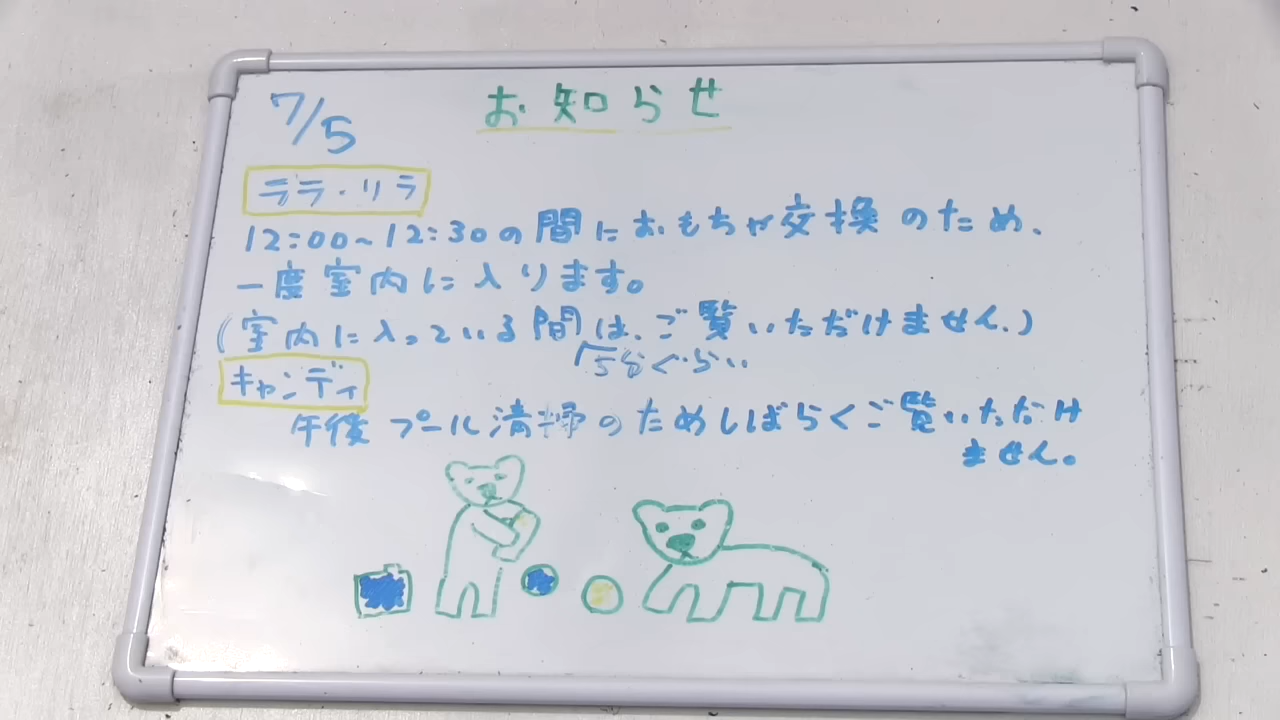 お知らせ
7/5
ララ・リラ
12:00~12:30の間におもちゃ交換のため、
一度室内に入ります。
(室内に入っている間は、ご覧いただけません。)
15分ぐらい
キャンディ
午後プール清掃のためしばらくご覧いただけ
ません。